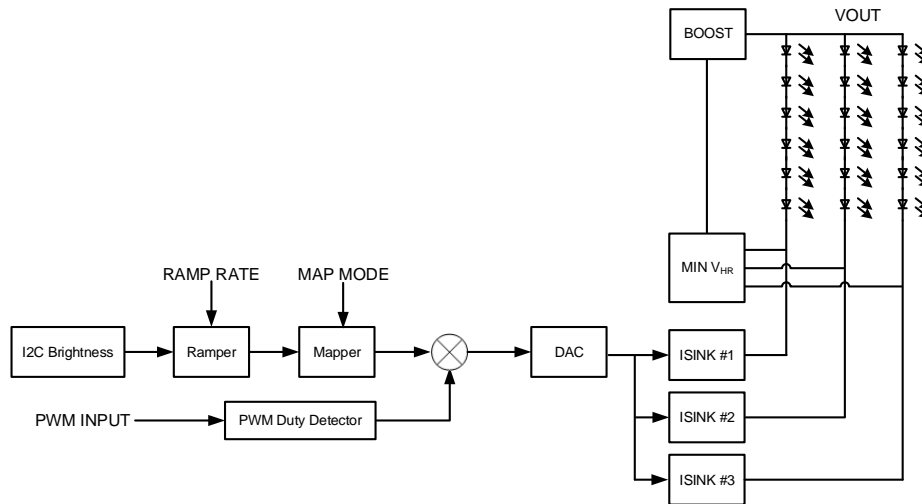 VOUT
BOOST
MIN VHR
RAMP RATE
MAP MODE
I2C Brightness
Ramper
Mapper
DAC
ISINK #1
PWM INPUT
PWM Duty Detector
ISINK #2
ISINK #3